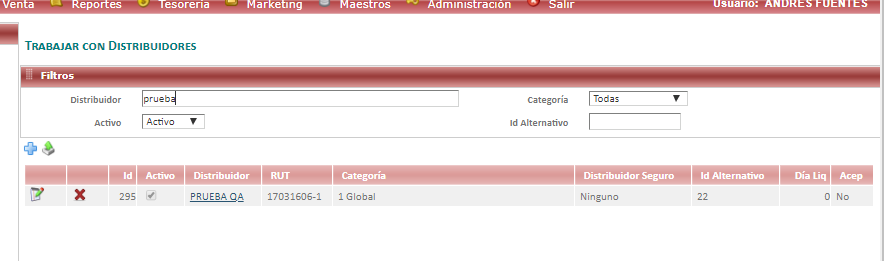 Venta Reportes Tesorería Marketing Maestros Administración Salir Usuario: ANDRES FUENTES
TRABAJAR CON DISTRIBUIDORES
Filtros
Distribuidor prueba Categoría Todas
Activo Activo Id Alternativo
Id Activo Distribuidor RUT Categoría Distribuidor Seguro Id Alternativo Día Liq Acep
295 PRUEBA QA 17031606-1 1 Global Ninguno 22 0 No